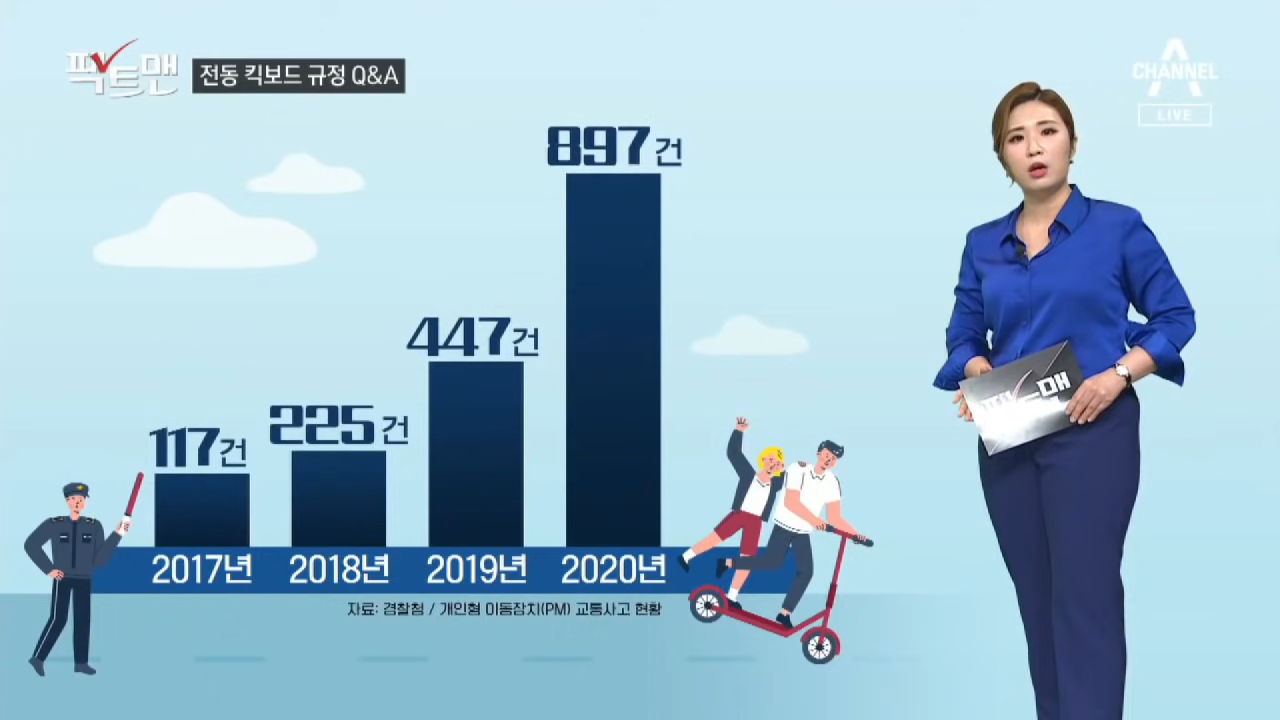 팩트맨
전동 킥보드 규정 Q&A
CHANNEL A
LIVE
897건
447건
225건
117건
팩트맨
2017년 2018년 2019년 2020년
자료: 경찰청 / 개인형 이동장치(PM) 교통사고 현황